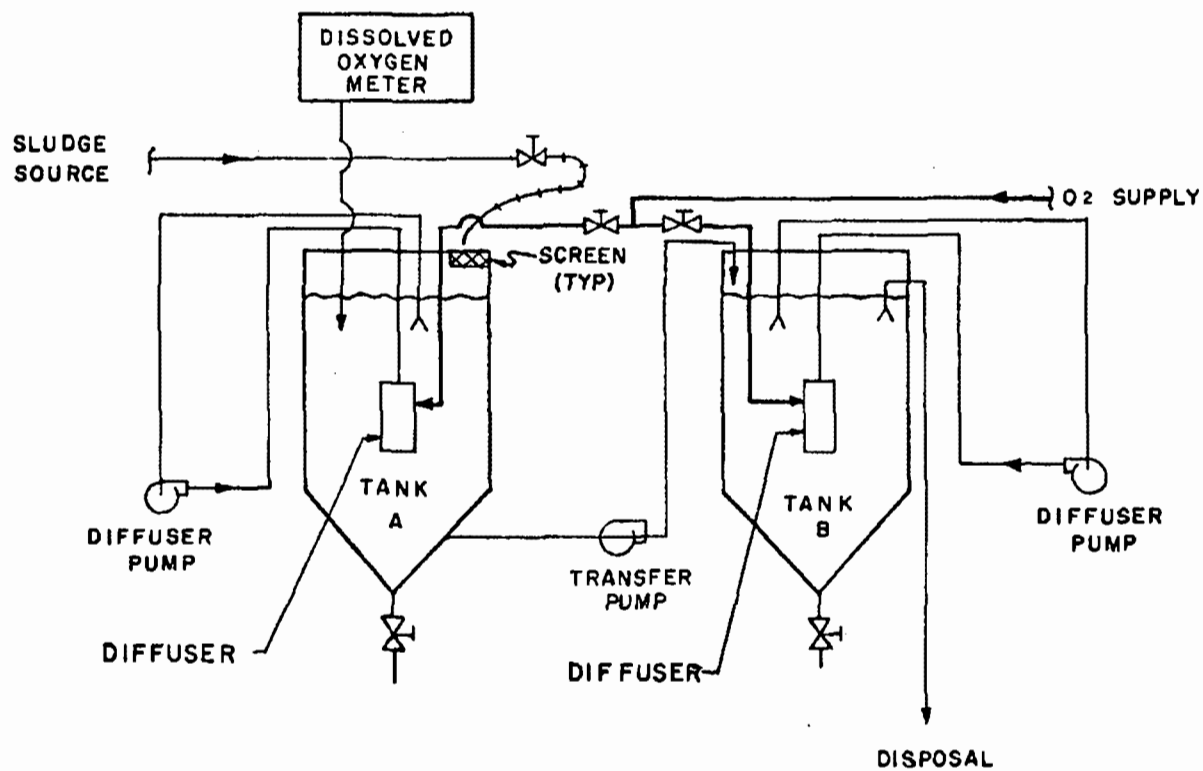 DISSOLVED
OXYGEN
METER
SLUDGE
SOURCE
O2 SUPPLY
SCREEN
(TYP)
TANK
A
TANK
B
DIFFUSER
PUMP
TRANSFER
PUMP
DIFFUSER
PUMP
DIFFUSER
DIFFUSER
DISPOSAL